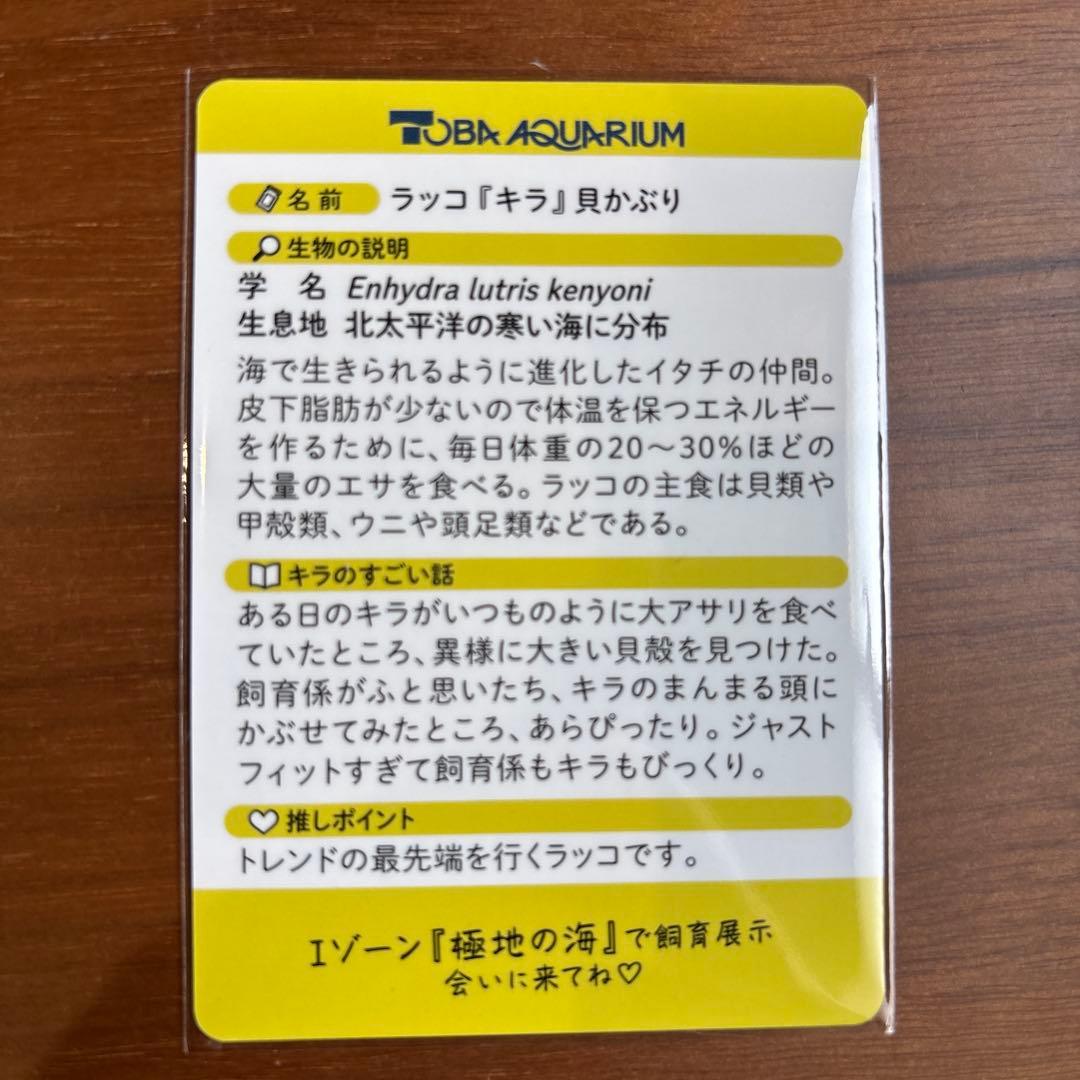 TOBA AQUARIUM
名前 ラッコ『キラ』貝かぶり
生物の説明
学 名 Enhydra lutris kenyoni
生息地 北太平洋の寒い海に分布
海で生きられるように進化したイタチの仲間。
皮下脂肪が少ないので体温を保つエネルギー
を作るために、毎日体重の20〜30%ほどの
大量のエサを食べる。ラッコの主食は貝類や
甲殻類、ウニや頭足類などである。
キラのすごい話
ある日のキラがいつものように大アサリを食べ
ていたところ、異様に大きい貝殻を見つけた。
飼育係がふと思いたち、キラのまんまる頭に
かぶせてみたところ、あらぴったり。ジャスト
フィットすぎて飼育係もキラもびっくり。
推しポイント
トレンドの最先端を行くラッコです。
Iゾーン『極地の海』で飼育展示
会いに来てね♡